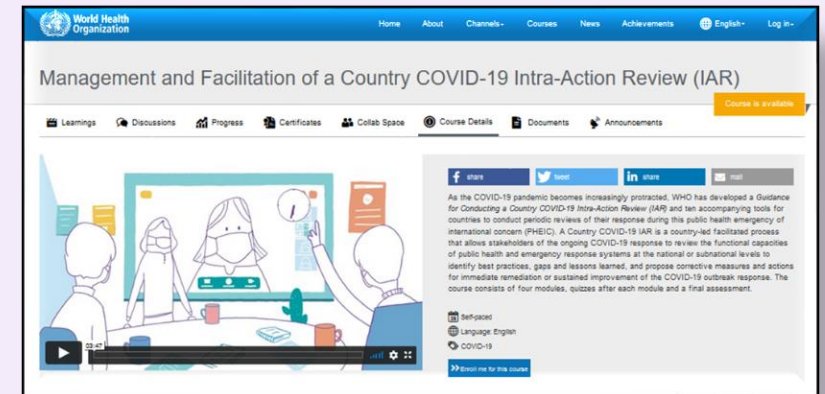 World Health
Organization
Home About Channels Courses News Achievements English Log in
Management and Facilitation of a Country COVID-19 Intra-Action Review (IAR)
Course is available
Learnings Discussions Progress Certificates Collab Space Course Details Documents Announcements
share tweet share mail
As the COVID-19 pandemic becomes increasingly protracted, WHO has developed a Guidance
for Conducting a Country COVID-19 Intra-Action Review (IAR) and ten accompanying tools for
countries to conduct periodic reviews of their response during this public health emergency of
international concern (PHEIC). A Country COVID-19 IAR is a country-led facilitated process
that allows stakeholders of the ongoing COVID-19 response to review the functional capacities
of public health and emergency response systems at the national or subnational levels to
identify best practices, gaps and lessons learned, and propose corrective measures and actions
for immediate remediation or sustained improvement of the COVID-19 outbreak response. The
course consists of four modules, quizzes after each module and a final assessment.
Self-paced
Language: English
COVID-19
Enroll me for this course
03:47